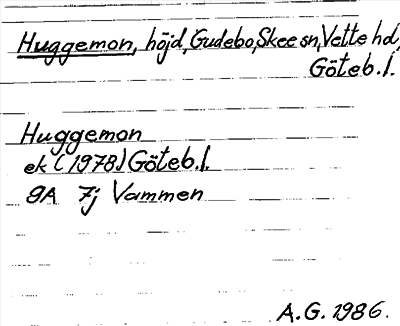 Huggemon, höjd, Gudebo, Skee sn, Vette hd,
Göteb. l.
Huggemon
ek (1978) Göteb. l.
9A 7j Vammen
A.G. 1986.